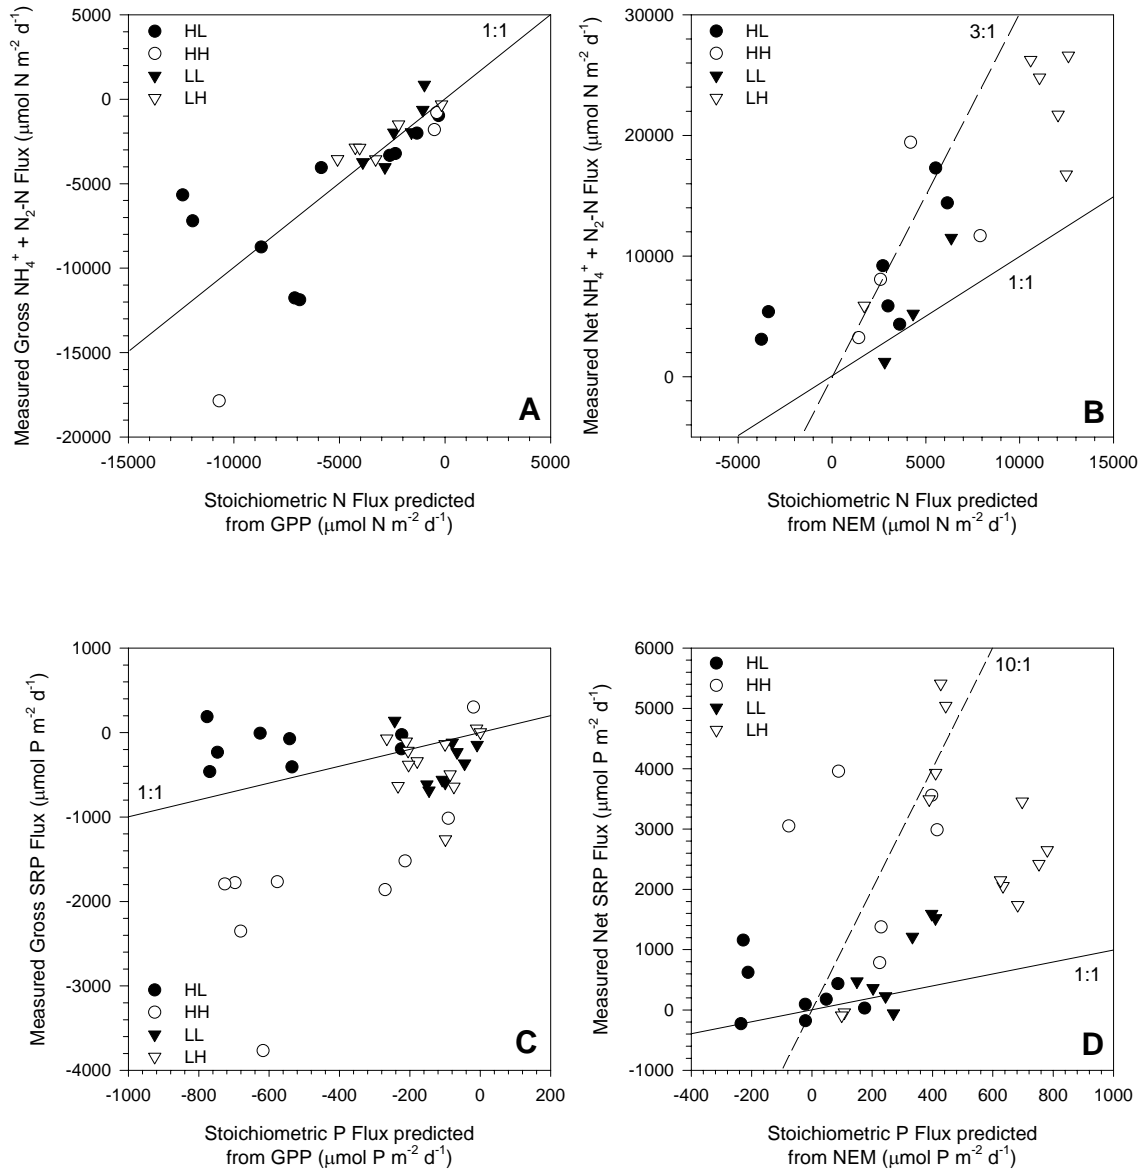 Measured Gross NH₄⁺ + N₂-N Flux (μmol N m⁻² d⁻¹)
5000
0
-5000
-10000
-15000
-20000
HL
HH
LL
LH
1:1
A
-15000 -10000 -5000 0 5000
Stoichiometric N Flux predicted
from GPP (μmol N m⁻² d⁻¹)
Measured Net NH₄⁺ + N₂-N Flux (μmol N m⁻² d⁻¹)
30000
20000
10000
0
HL
HH
LL
LH
3:1
1:1
B
-5000 0 5000 10000 15000
Stoichiometric N Flux predicted
from NEM (μmol N m⁻² d⁻¹)
Measured Gross SRP Flux (μmol P m⁻² d⁻¹)
1000
0
-1000
-2000
-3000
-4000
1:1
HL
HH
LL
LH
C
-1000 -800 -600 -400 -200 0 200
Stoichiometric P Flux predicted
from GPP (μmol P m⁻² d⁻¹)
Measured Net SRP Flux (μmol P m⁻² d⁻¹)
6000
5000
4000
3000
2000
1000
0
-1000
HL
HH
LL
LH
10:1
1:1
D
-400 -200 0 200 400 600 800 1000
Stoichiometric P Flux predicted
from NEM (μmol P m⁻² d⁻¹)